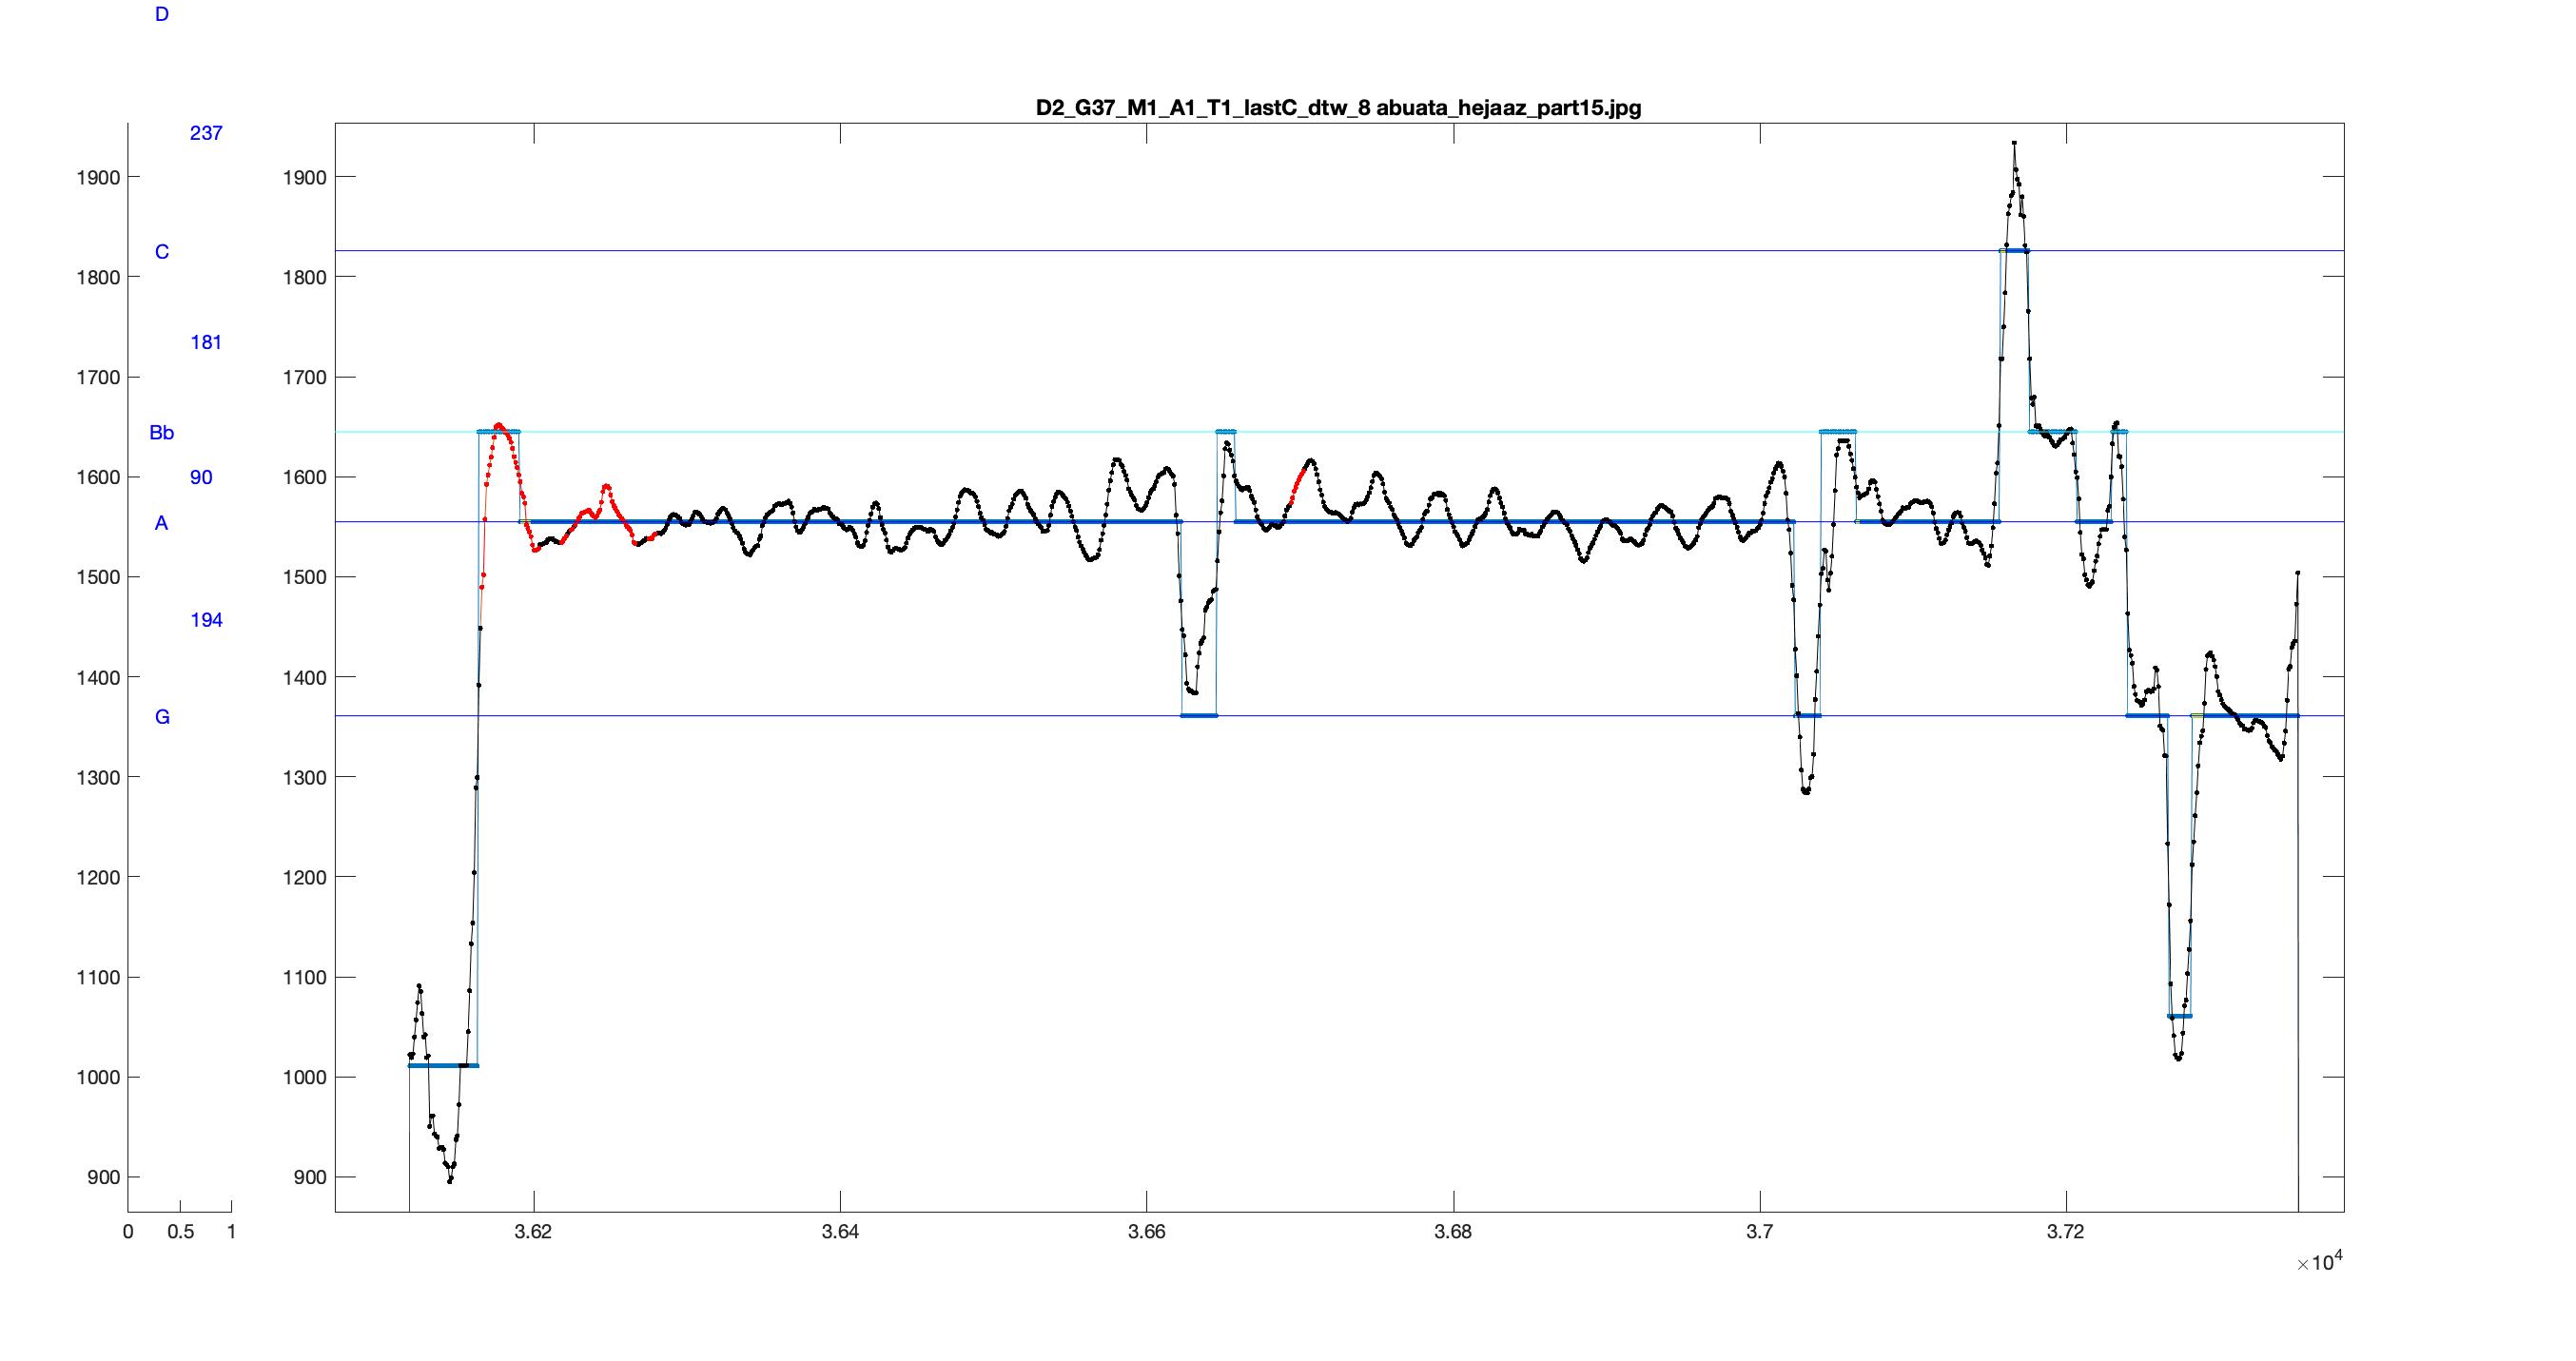 D
D2_G37_M1_A1_T1_lastC_dtw_8 abuata_hejaaz_part15.jpg
237
1900 1900
C
1800 1800
181
1700 1700
Bb
1600 90 1600
A
1500 1500
194
1400 1400
G
1300 1300
1200 1200
1100 1100
1000 1000
900 900
0 0.5 1 3.62 3.64 3.66 3.68 3.7 3.72
×10^4